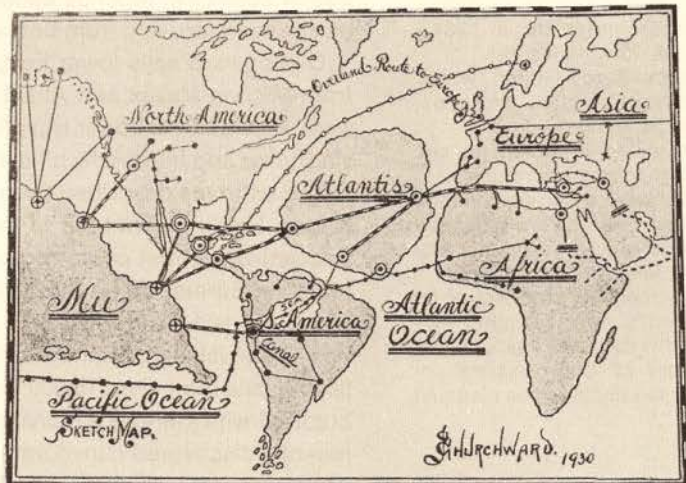 Overland Route to Europe
North America
Asia
Europe
Atlantis
Africa
Mu
S. America
Canal
Atlantic
Ocean
Pacific Ocean
SKETCH MAP.
J CHURCHWARD. 1930